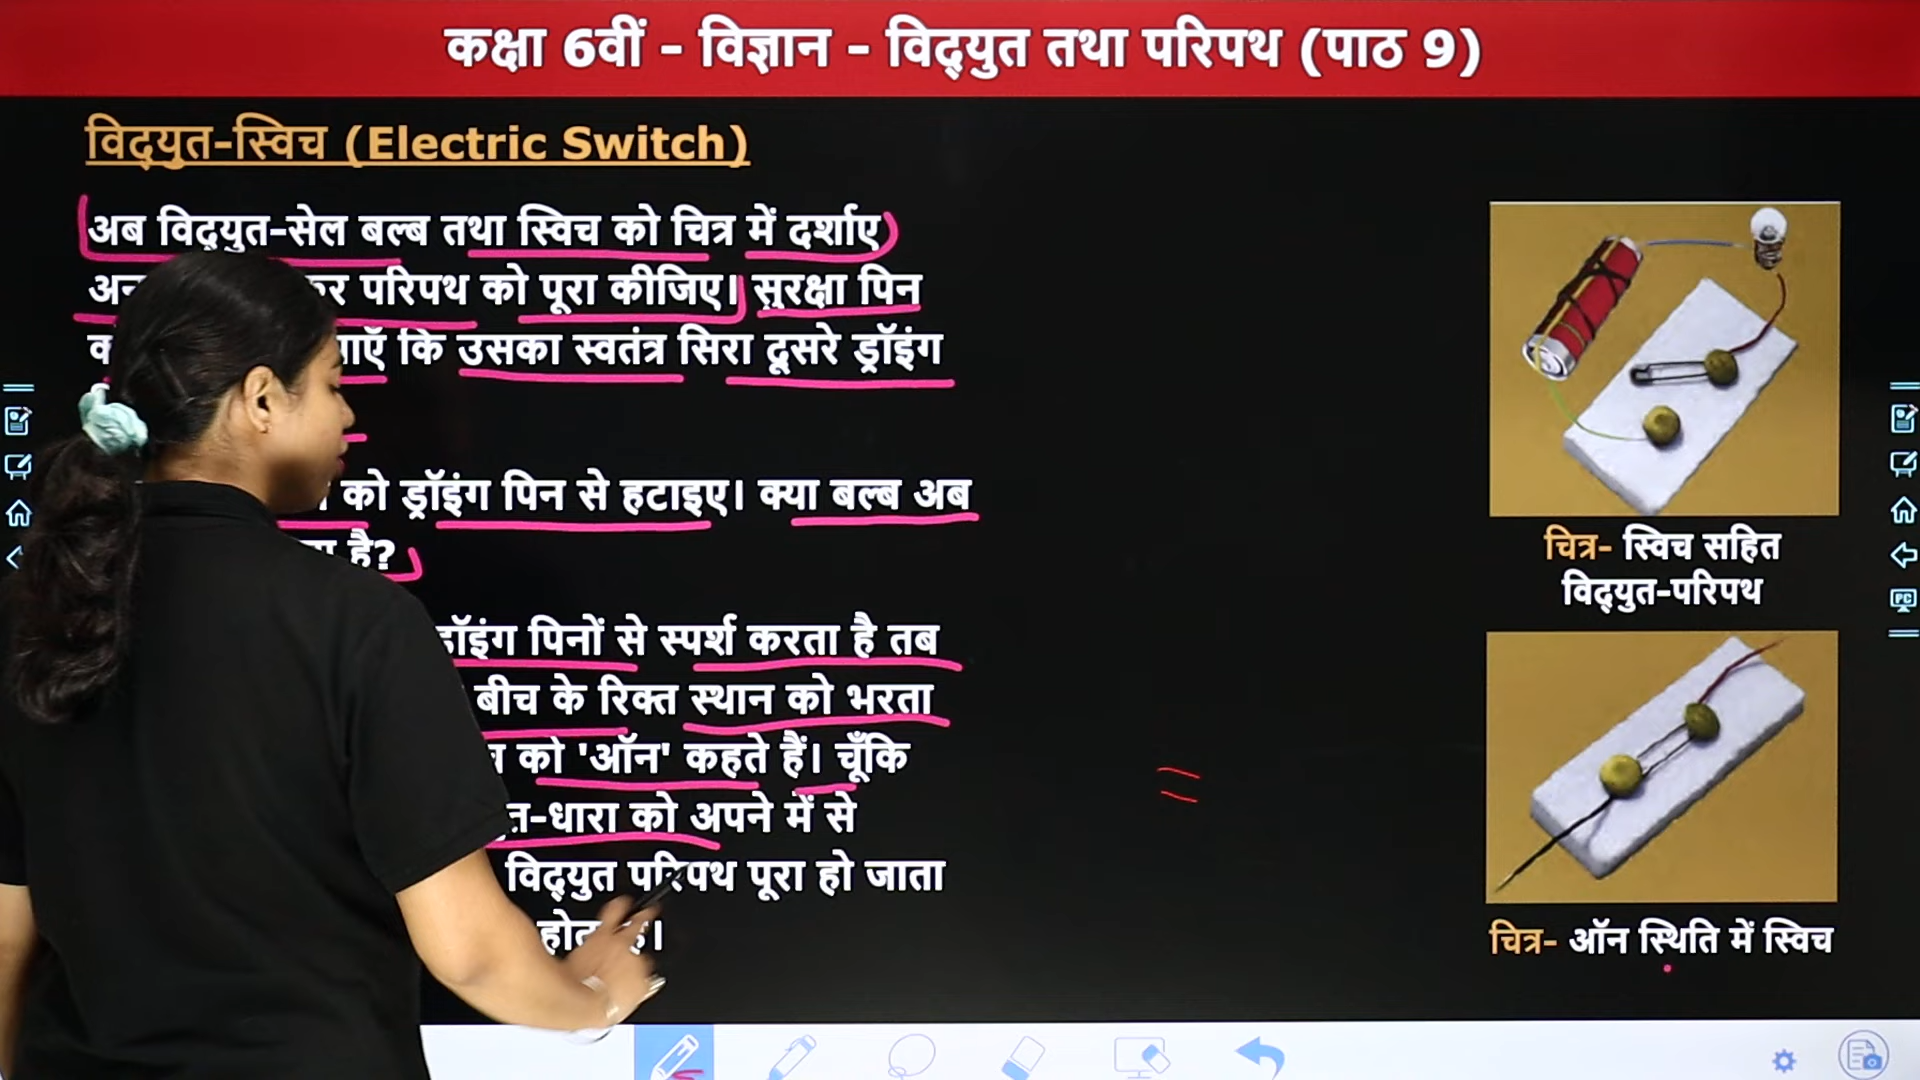 कक्षा 6वीं - विज्ञान - विद्युत तथा परिपथ (पाठ 9)
विद्युत-स्विच (Electric Switch)
अब विद्युत-सेल बल्ब तथा स्विच को चित्र में दर्शाए
परिपथ को पूरा कीजिए। सुरक्षा पिन
कि उसका स्वतंत्र सिरा दूसरे ड्रॉइंग
को ड्रॉइंग पिन से हटाइए। क्या बल्ब अब
है?
पिनों से स्पर्श करता है तब
बीच के रिक्त स्थान को भरता
को 'ऑन' कहते हैं। चूँकि
धारा को अपने में से
विद्युत परिपथ पूरा हो जाता
चित्र- स्विच सहित
विद्युत-परिपथ
चित्र- ऑन स्थिति में स्विच